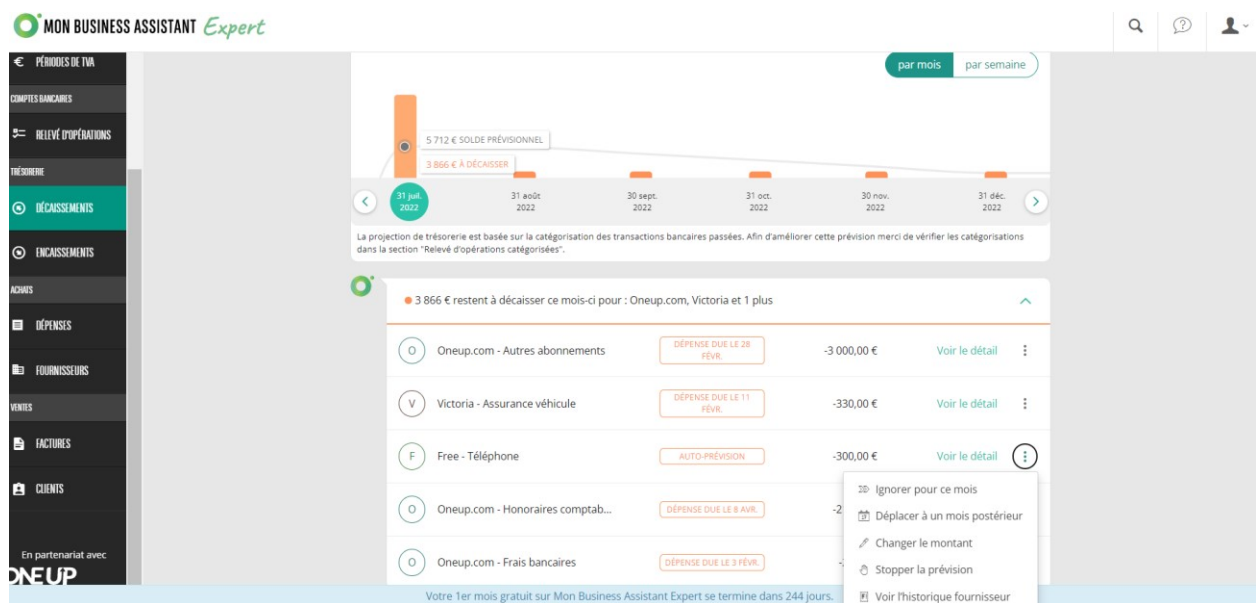 MON BUSINESS ASSISTANT Expert
€ PÉRIODES DE TVA
COMPTES BANCAIRES
RELEVÉ D'OPÉRATIONS
TRÉSORERIE
DÉCAISSEMENTS
ENCAISSEMENTS
ACHATS
DÉPENSES
FOURNISSEURS
VENTES
FACTURES
CLIENTS
En partenariat avec
ONEUP
par mois par semaine
5 712 € SOLDE PRÉVISIONNEL
3 866 € À DÉCAISSER
31 juil. 2022
31 août 2022
30 sept. 2022
31 oct. 2022
30 nov. 2022
31 déc. 2022
La projection de trésorerie est basée sur la catégorisation des transactions bancaires passées. Afin d'améliorer cette prévision merci de vérifier les catégorisations
dans la section "Relevé d'opérations catégorisées".
3 866 € restent à décaisser ce mois-ci pour : Oneup.com, Victoria et 1 plus
O Oneup.com - Autres abonnements DÉPENSE DUE LE 28 FÉVR. -3 000,00 € Voir le détail
V Victoria - Assurance véhicule DÉPENSE DUE LE 11 FÉVR. -330,00 € Voir le détail
F Free - Téléphone AUTO-PRÉVISION -300,00 € Voir le détail
O Oneup.com - Honoraires comptab... DÉPENSE DUE LE 8 AVR. -2
O Oneup.com - Frais bancaires DÉPENSE DUE LE 3 FÉVR.
Ignorer pour ce mois
Déplacer à un mois postérieur
Changer le montant
Stopper la prévision
Voir l'historique fournisseur
Votre 1er mois gratuit sur Mon Business Assistant Expert se termine dans 244 jours.